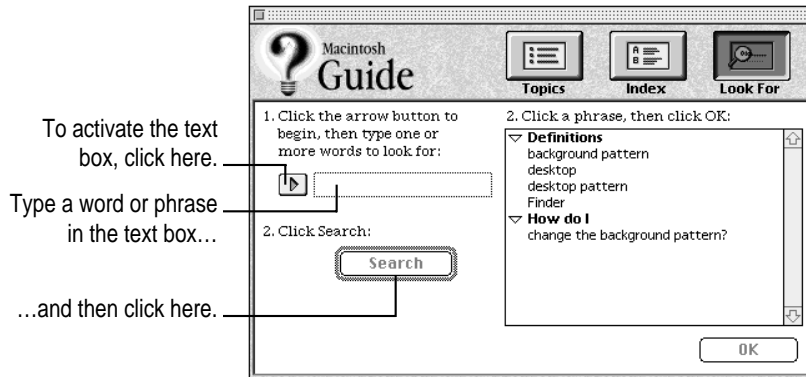 Macintosh
Guide
Topics
Index
Look For
To activate the text
box, click here.
Type a word or phrase
in the text box…
…and then click here.
1. Click the arrow button to
begin, then type one or
more words to look for:
2. Click Search:
Search
2. Click a phrase, then click OK:
Definitions
background pattern
desktop
desktop pattern
Finder
How do I
change the background pattern?
OK